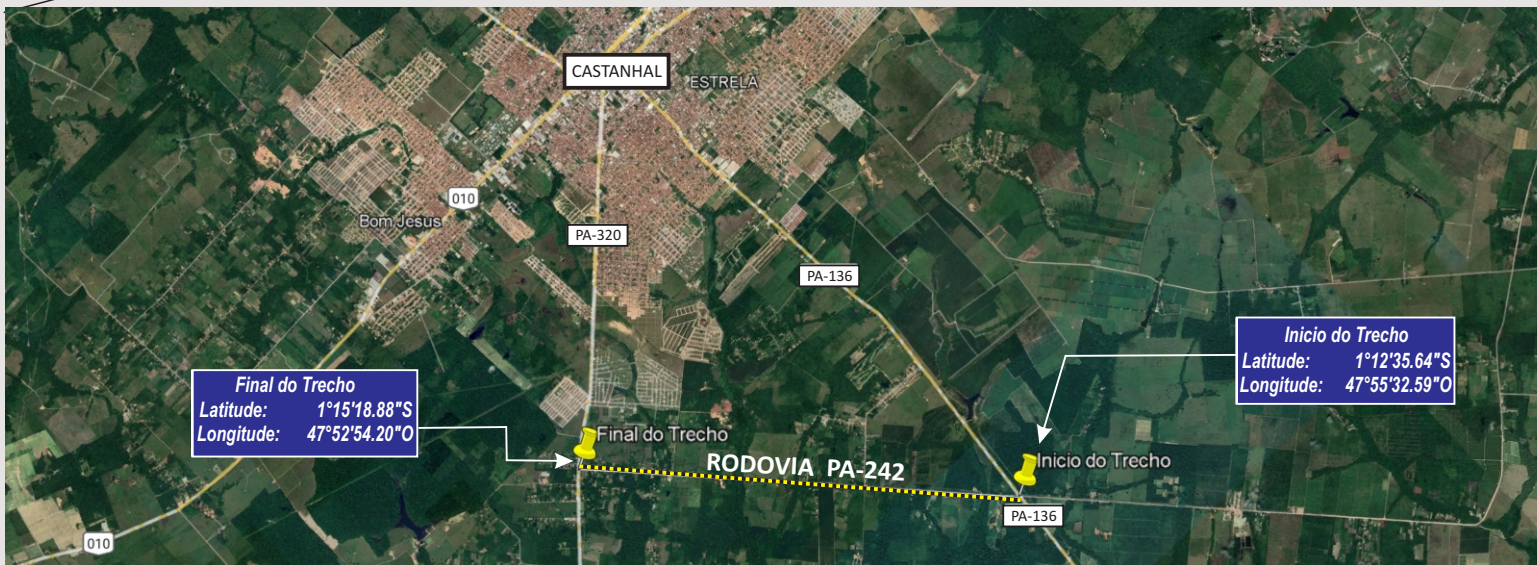 CASTANHAL
ESTRELA
010
Bom Jesus
PA-320
PA-136
Inicio do Trecho
Latitude: 1°12'35.64"S
Longitude: 47°55'32.59"O
Final do Trecho
Latitude: 1°15'18.88"S
Longitude: 47°52'54.20"O
Final do Trecho
RODOVIA PA-242
Inicio do Trecho
PA-136
010